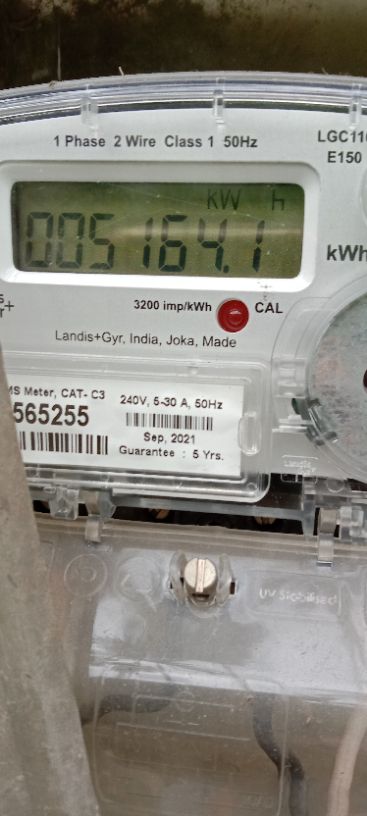 1 Phase 2 Wire Class 1 50Hz
LGC110
E150
kW h
005164.1
kWh
3200 imp/kWh
CAL
Landis+Gyr, India, Joka, Made
MS Meter, CAT- C3
240V, 5-30 A, 50Hz
565255
Sep, 2021
Guarantee : 5 Yrs.
UV Stabilised